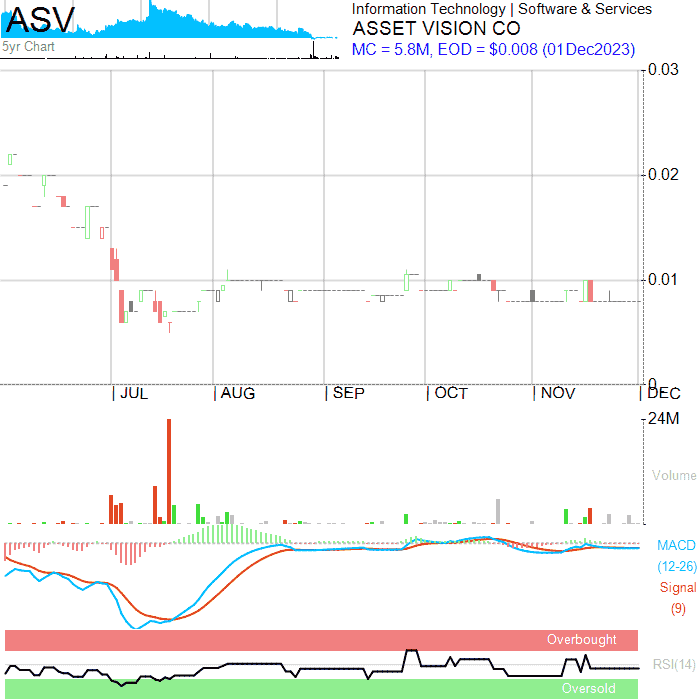 ASV
5yr Chart
Information Technology | Software & Services
ASSET VISION CO
MC = 5.8M, EOD = $0.008 (01Dec2023)
0.03
0.02
0.01
0
JUL
AUG
SEP
OCT
NOV
DEC
24M
Volume
MACD
(12-26)
Signal
(9)
Overbought
RSI(14)
Oversold